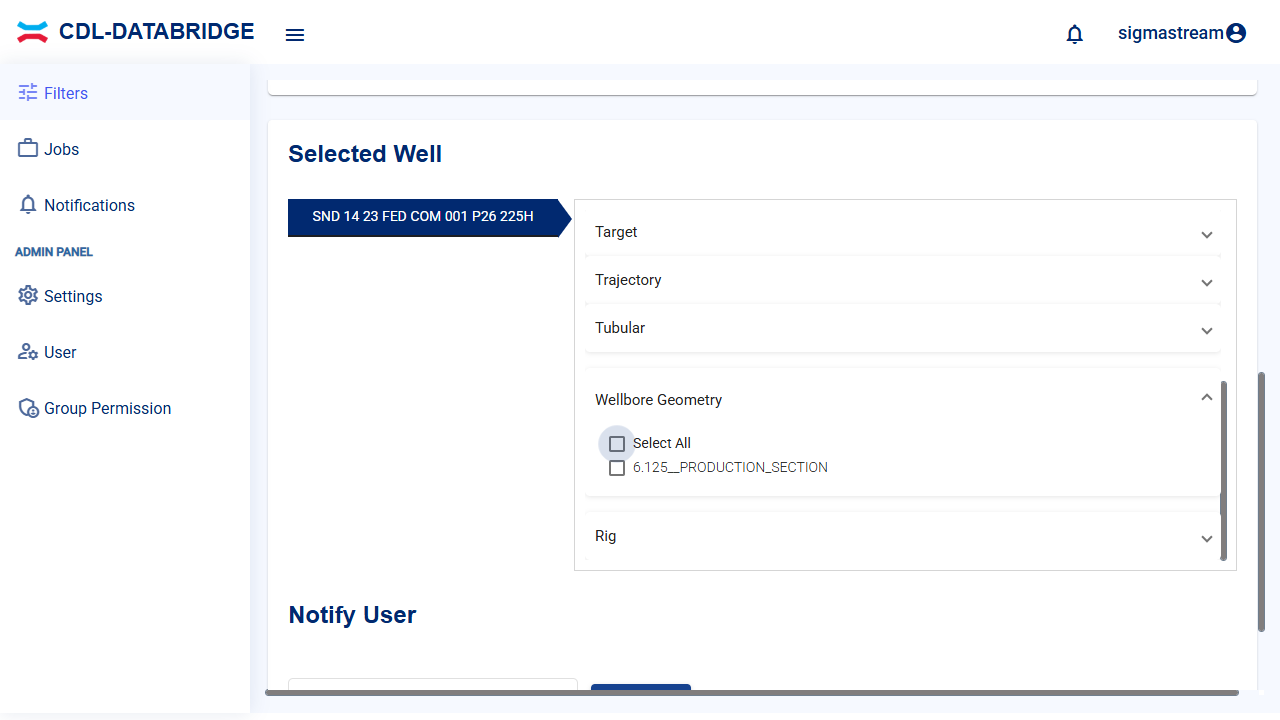 CDL-DATABRIDGE
sigmastream
Filters
Jobs
Notifications
ADMIN PANEL
Settings
User
Group Permission
Selected Well
SND 14 23 FED COM 001 P26 225H
Target
Trajectory
Tubular
Wellbore Geometry
Select All
6.125__PRODUCTION_SECTION
Rig
Notify User